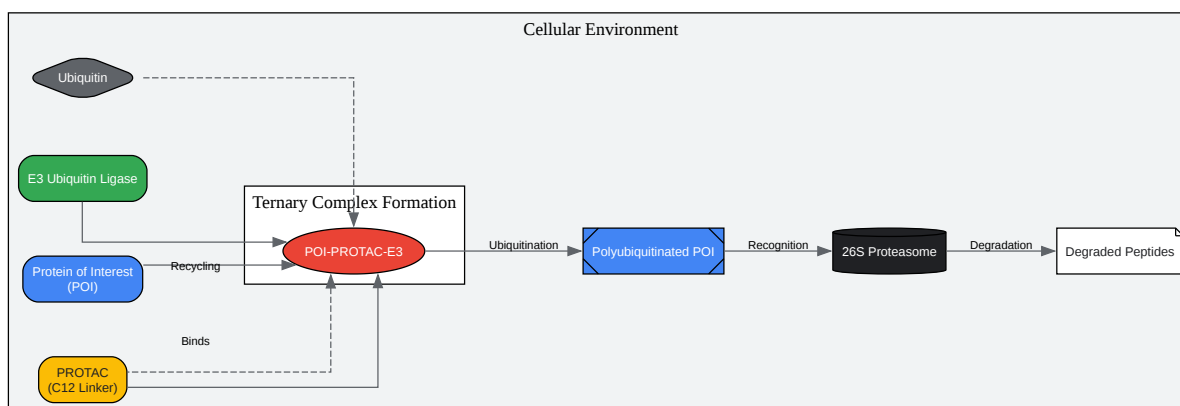 Cellular Environment
Ubiquitin
E3 Ubiquitin Ligase
Ternary Complex Formation
POI-PROTAC-E3
Ubiquitination
Polyubiquitinated POI
Recognition
26S Proteasome
Degradation
Degraded Peptides
Protein of Interest
(POI)
Recycling
Binds
PROTAC
(C12 Linker)